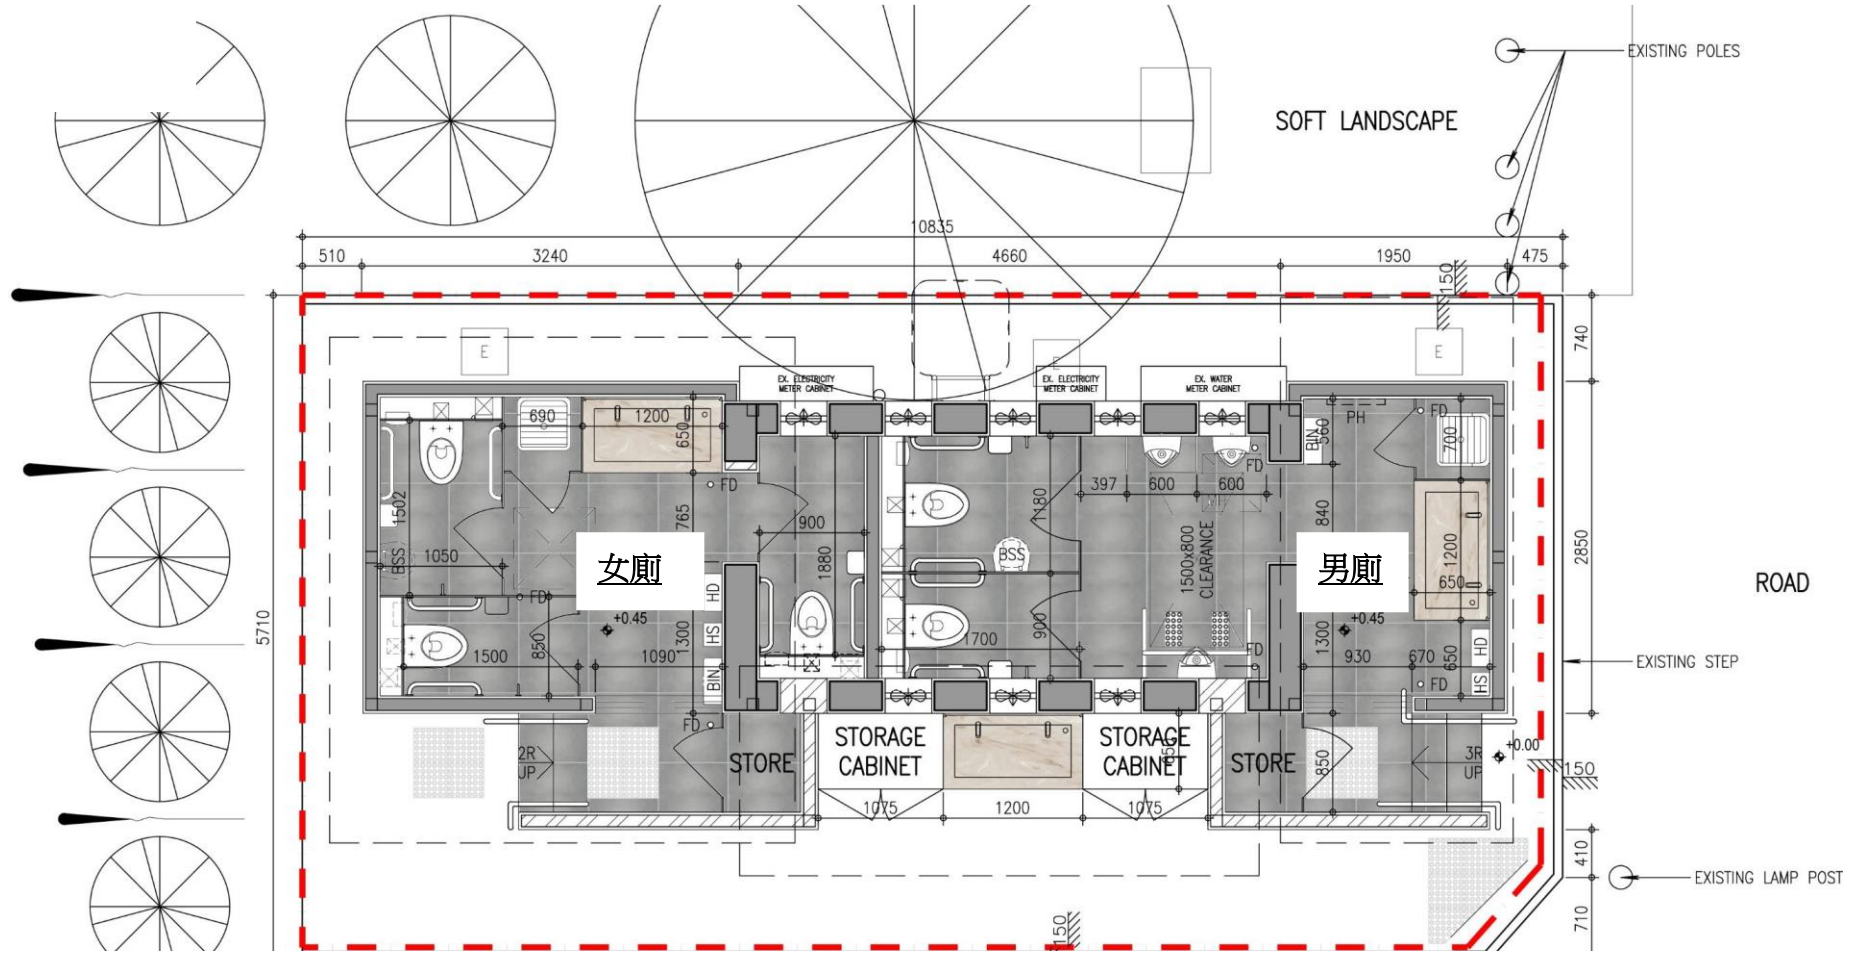 EXISTING POLES
SOFT LANDSCAPE
10835
510
3240
4660
1950
475
150
E
E
E
740
EX. ELECTRICITY
METER CABINET
EX. ELECTRICITY
METER CABINET
EX. WATER
METER CABINET
690
1200
650
PH
FD
BIN
560
700
FD
FD
397
600
600
1502
765
1180
840
900
1880
1500x800
CLEARANCE
BSS
1050
BSS
女廁
男廁
1200
650
2850
ROAD
5710
FD
HD
+0.45
+0.45
HS
1300
850
1500
1090
BIN
1700
900
FD
1300
930
670
650
HD
HS
FD
EXISTING STEP
FD
2R
UP
STORE
STORAGE
CABINET
STORAGE
CABINET
650
STORE
850
3R
UP
+0.00
150
1075
1200
1075
410
EXISTING LAMP POST
710
150